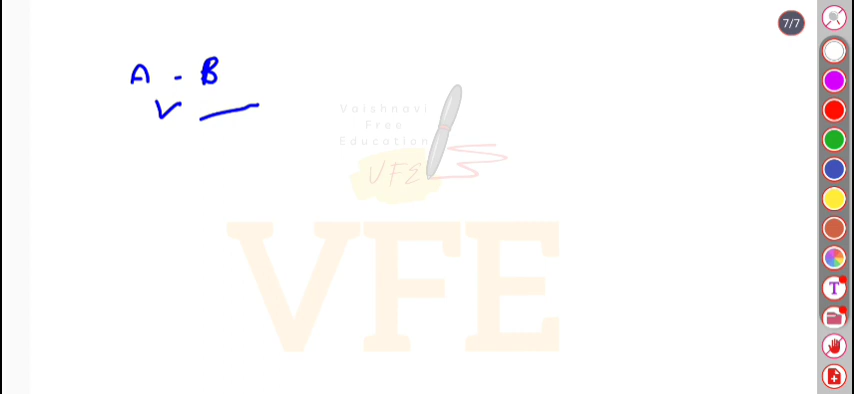 7/7
A - B
Vaishnavi
Free
Education
VFE
VFE
T